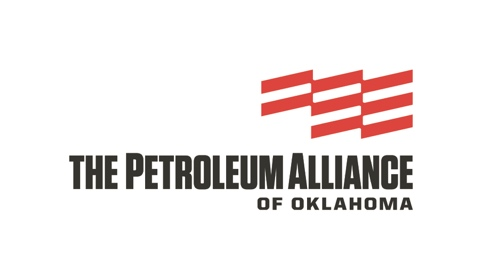 THE PETROLEUM ALLIANCE
OF OKLAHOMA